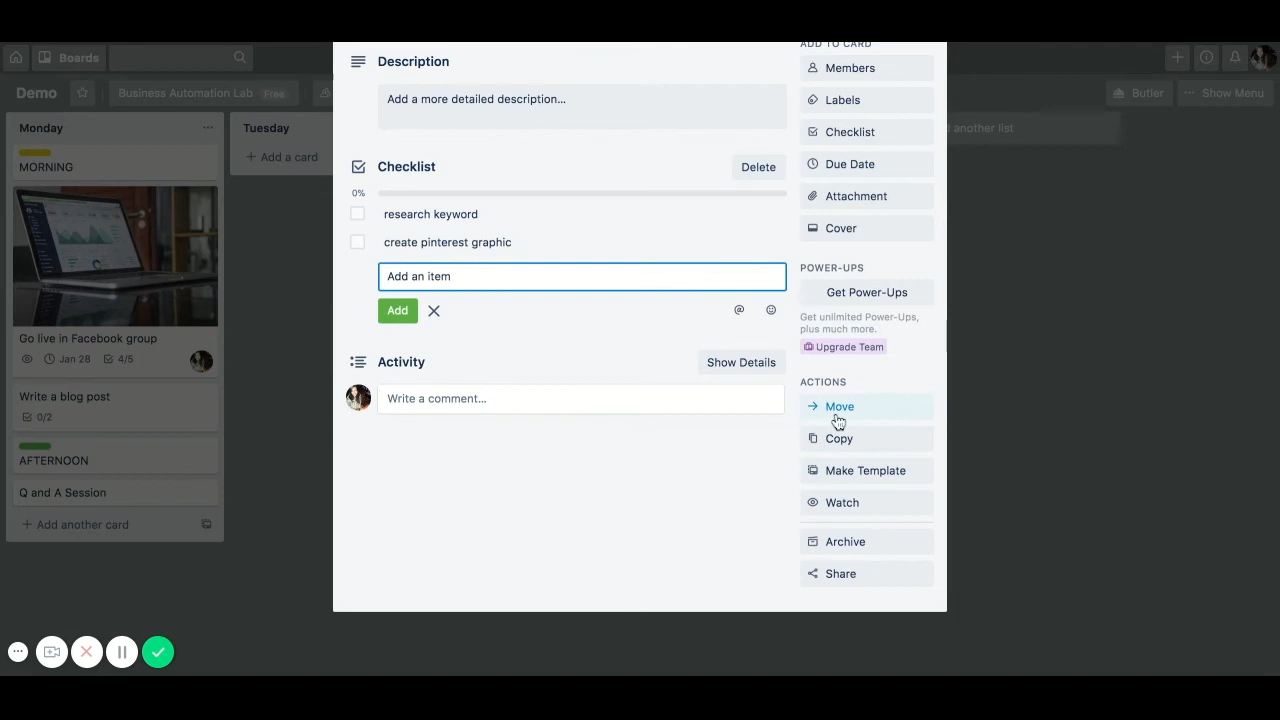 Boards
Demo
Business Automation Lab Free
Butler
Show Menu
Monday
MORNING
Go live in Facebook group
Jan 28 4/5
Write a blog post
0/2
AFTERNOON
Q and A Session
+ Add another card
Tuesday
+ Add a card
d another list
Description
Add a more detailed description...
Checklist
Delete
0%
research keyword
create pinterest graphic
Add an item
Add
@
Activity
Show Details
Write a comment...
ADD TO CARD
Members
Labels
Checklist
Due Date
Attachment
Cover
POWER-UPS
Get Power-Ups
Get unlimited Power-Ups,
plus much more.
Upgrade Team
ACTIONS
Move
Copy
Make Template
Watch
Archive
Share